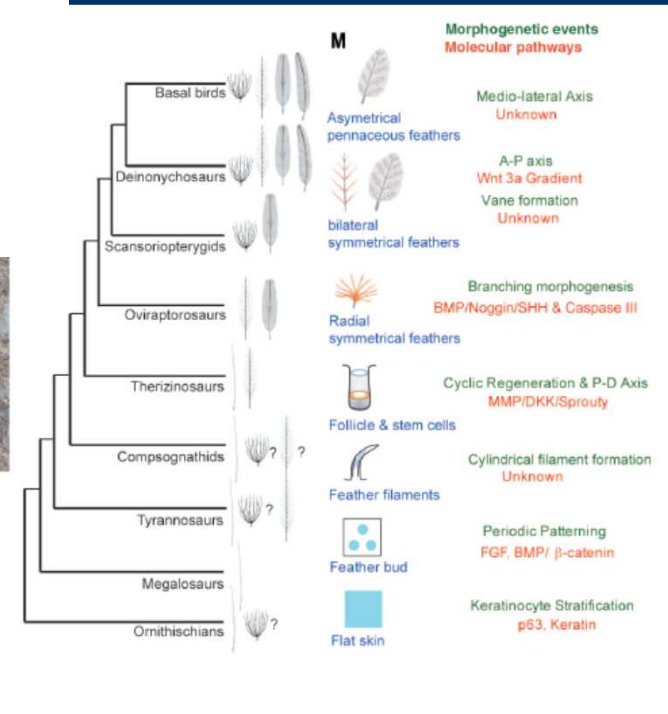 M
Morphogenetic events
Molecular pathways
Basal birds
Asymetrical
pennaceous feathers
Medio-lateral Axis
Unknown
Deinonychosaurs
A-P axis
Wnt 3a Gradient
Vane formation
Unknown
bilateral
symmetrical feathers
Scansoriopterygids
Oviraptorosaurs
Radial
symmetrical feathers
Branching morphogenesis
BMP/Noggin/SHH & Caspase III
Therizinosaurs
Follicle & stem cells
Cyclic Regeneration & P-D Axis
MMP/DKK/Sprouty
Compsognathids
? ?
Feather filaments
Cylindrical filament formation
Unknown
Tyrannosaurs
?
Feather bud
Periodic Patterning
FGF, BMP/ β-catenin
Megalosaurs
Ornithischians
?
Flat skin
Keratinocyte Stratification
p63, Keratin